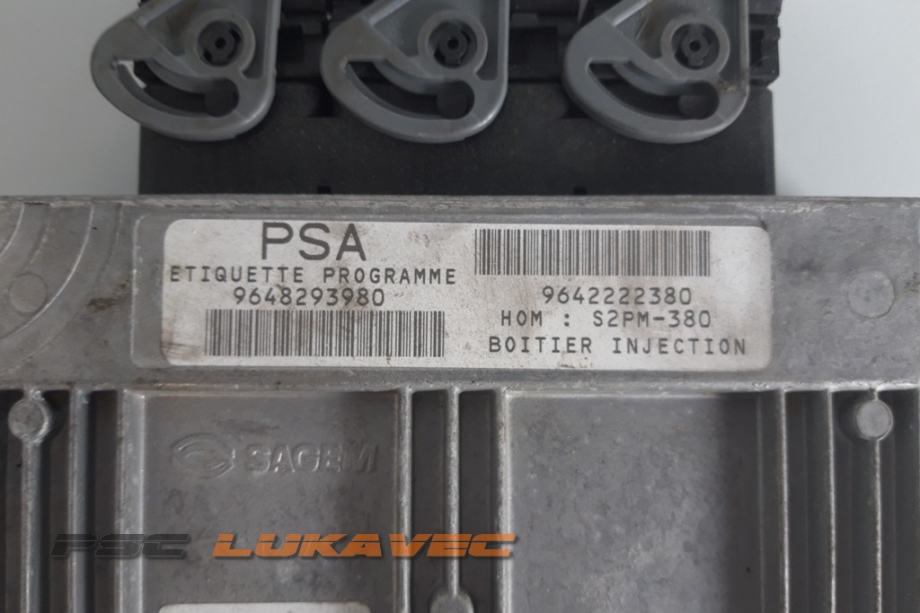 PSA
ETIQUETTE PROGRAMME
9648293980
9642222380
HOM : S2PM-380
BOITIER INJECTION
SAGEM
PSC LUKAVEC